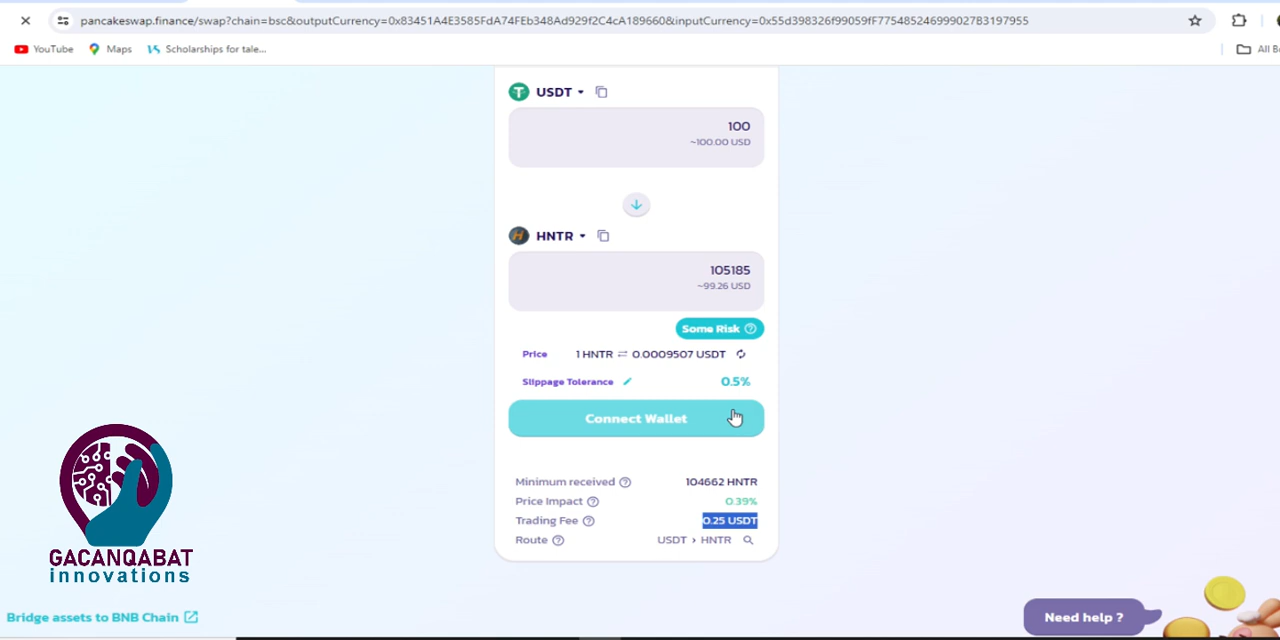 pancakeswap.finance/swap?chain=bsc&outputCurrency=0x83451A4E3585FdA74FEb348Ad929f2C4cA189660&inputCurrency=0x55d398326f99059fF77548524699902783197955
YouTube Maps Scholarships for tale...
USDT
100
~100.00 USD
HNTR
105185
~99.26 USD
Some Risk
Price 1 HNTR ⇌ 0.0009507 USDT
Slippage Tolerance 0.5%
Connect Wallet
Minimum received 104662 HNTR
Price Impact 0.39%
Trading Fee 0.25 USDT
Route USDT > HNTR
GACANQABAT
innovations
Bridge assets to BNB Chain
Need help ?